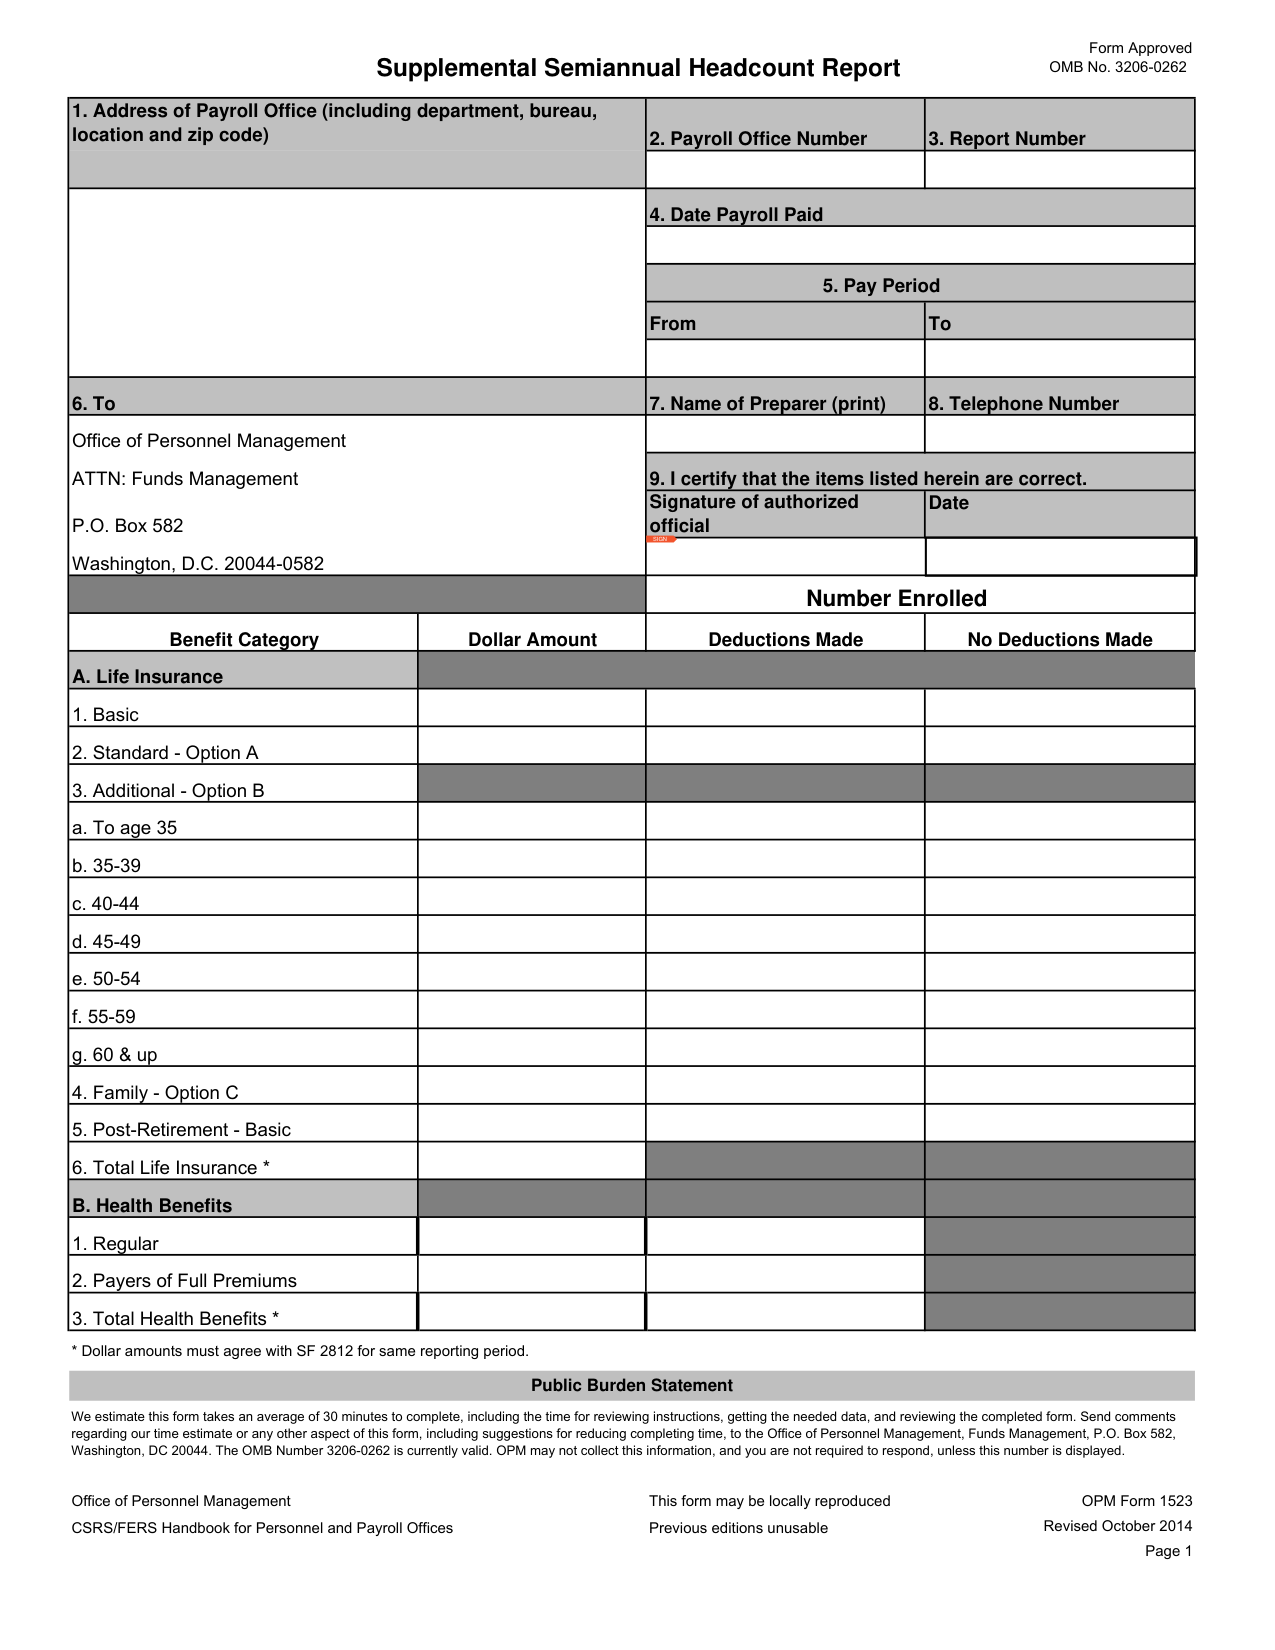 Form Approved
Supplemental Semiannual Headcount Report
OMB No. 3206-0262
1. Address of Payroll Office (including department, bureau,
location and zip code)
2. Payroll Office Number
3. Report Number
4. Date Payroll Paid
5. Pay Period
From
To
6. To
7. Name of Preparer (print)
8. Telephone Number
Office of Personnel Management
ATTN: Funds Management
9. I certify that the items listed herein are correct.
Signature of authorized
official
Date
P.O. Box 582
SIGN
Washington, D.C. 20044-0582
Number Enrolled
Benefit Category
Dollar Amount
Deductions Made
No Deductions Made
A. Life Insurance
1. Basic
2. Standard - Option A
3. Additional - Option B
a. To age 35
b. 35-39
c. 40-44
d. 45-49
e. 50-54
f. 55-59
g. 60 & up
4. Family - Option C
5. Post-Retirement - Basic
6. Total Life Insurance *
B. Health Benefits
1. Regular
2. Payers of Full Premiums
3. Total Health Benefits *
* Dollar amounts must agree with SF 2812 for same reporting period.
Public Burden Statement
We estimate this form takes an average of 30 minutes to complete, including the time for reviewing instructions, getting the needed data, and reviewing the completed form. Send comments
regarding our time estimate or any other aspect of this form, including suggestions for reducing completing time, to the Office of Personnel Management, Funds Management, P.O. Box 582,
Washington, DC 20044. The OMB Number 3206-0262 is currently valid. OPM may not collect this information, and you are not required to respond, unless this number is displayed.
Office of Personnel Management
This form may be locally reproduced
OPM Form 1523
CSRS/FERS Handbook for Personnel and Payroll Offices
Previous editions unusable
Revised October 2014
Page 1